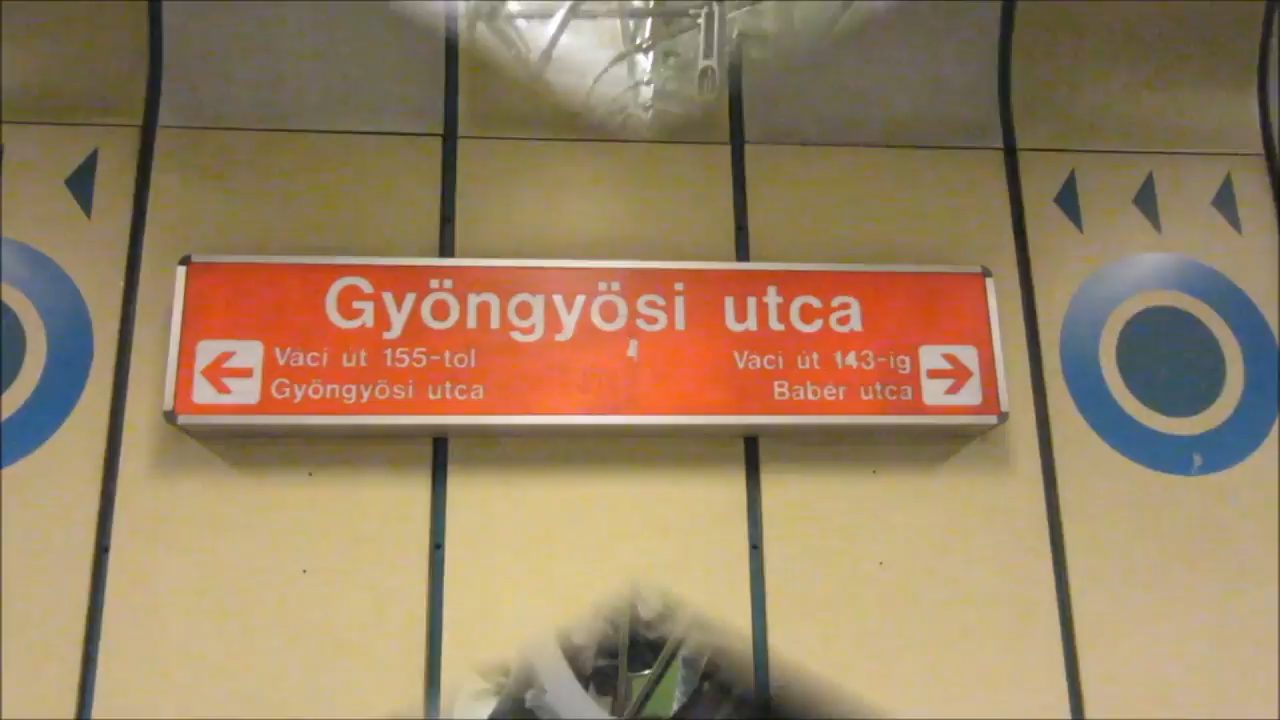 Gyöngyösi utca
Váci út 155-tol
Gyöngyösi utca
Váci út 143-ig
Babér utca